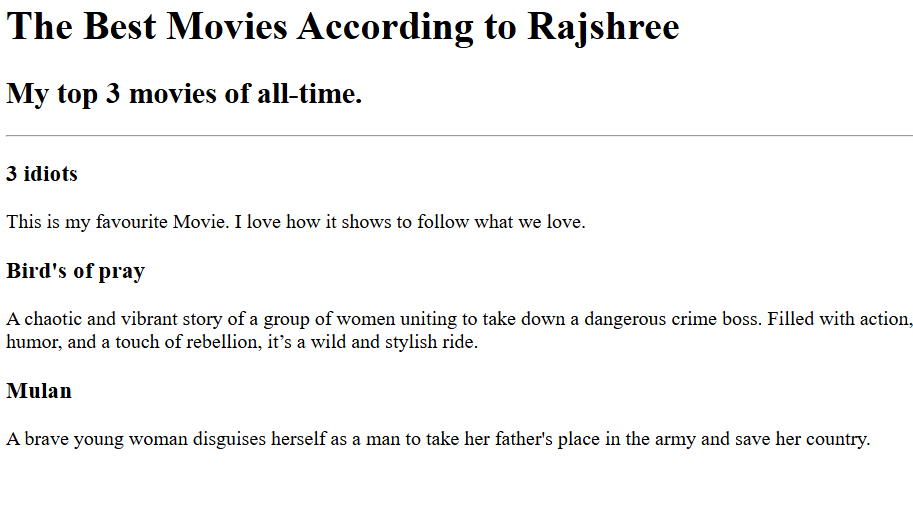 The Best Movies According to Rajshree
My top 3 movies of all-time.
3 idiots
This is my favourite Movie. I love how it shows to follow what we love.
Bird's of pray
A chaotic and vibrant story of a group of women uniting to take down a dangerous crime boss. Filled with action,
humor, and a touch of rebellion, it’s a wild and stylish ride.
Mulan
A brave young woman disguises herself as a man to take her father's place in the army and save her country.